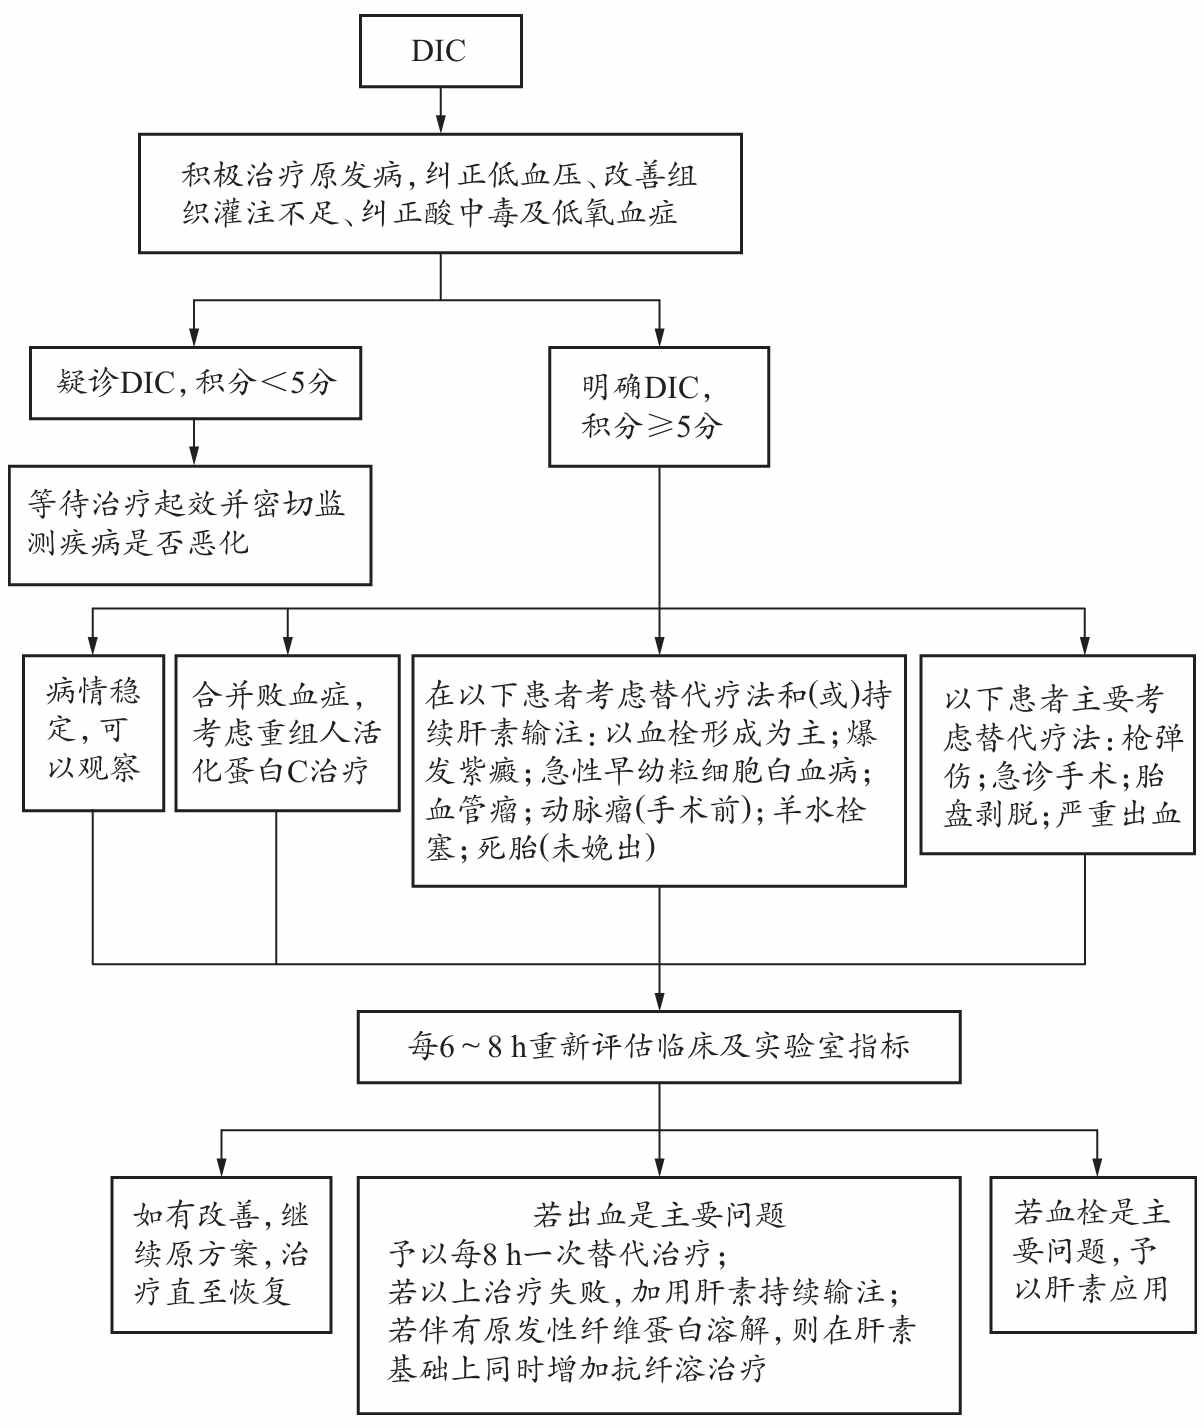 DIC
积极治疗原发病,纠正低血压、改善组
织灌注不足、纠正酸中毒及低氧血症
疑诊DIC,积分<5分
明确DIC,
积分≥5分
等待治疗起效并密切监
测疾病是否恶化
病情稳
定,可
以观察
合并败血症,
考虑重组人活
化蛋白C治疗
在以下患者考虑替代疗法和(或)持
续肝素输注:以血栓形成为主;爆
发紫癜;急性早幼粒细胞白血病;
血管瘤;动脉瘤(手术前);羊水栓
塞;死胎(未娩出)
以下患者主要考
虑替代疗法:枪弹
伤;急诊手术;胎
盘剥脱;严重出血
每6~8 h重新评估临床及实验室指标
如有改善,继
续原方案,治
疗直至恢复
若出血是主要问题
予以每8 h一次替代治疗;
若以上治疗失败,加用肝素持续输注;
若伴有原发性纤维蛋白溶解,则在肝素
基础上同时增加抗纤溶治疗
若血栓是主
要问题,予
以肝素应用